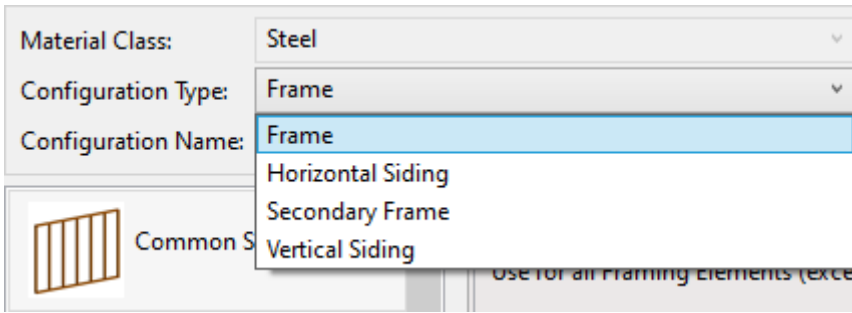 Material Class: Steel
Configuration Type: Frame
Configuration Name: Frame
Horizontal Siding
Secondary Frame
Vertical Siding
Common S
Use for all Framing Elements (exce